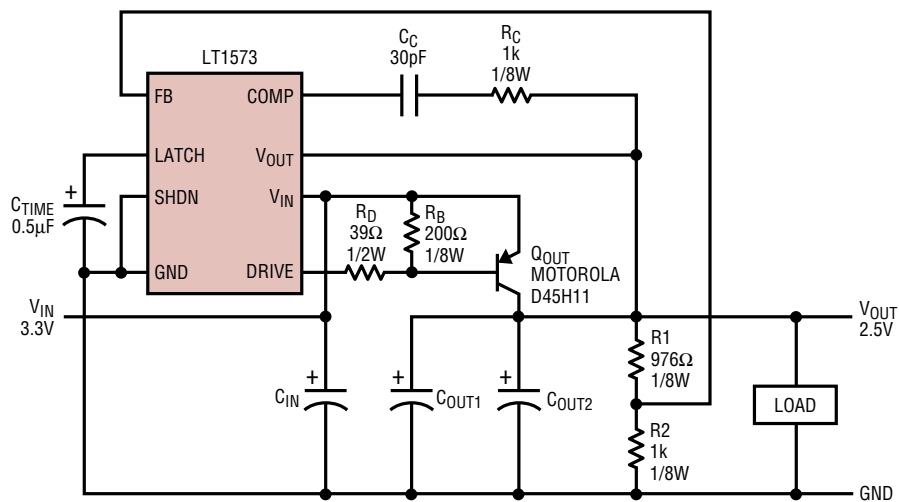 LT1573
FB
COMP
LATCH
VOUT
SHDN
VIN
GND
DRIVE
CC
30pF
RC
1k
1/8W
+
CTIME
0.5µF
RD
39Ω
1/2W
RB
200Ω
1/8W
QOUT
MOTOROLA
D45H11
VIN
3.3V
VOUT
2.5V
+
CIN
+
COUT1
+
COUT2
R1
976Ω
1/8W
R2
1k
1/8W
LOAD
GND